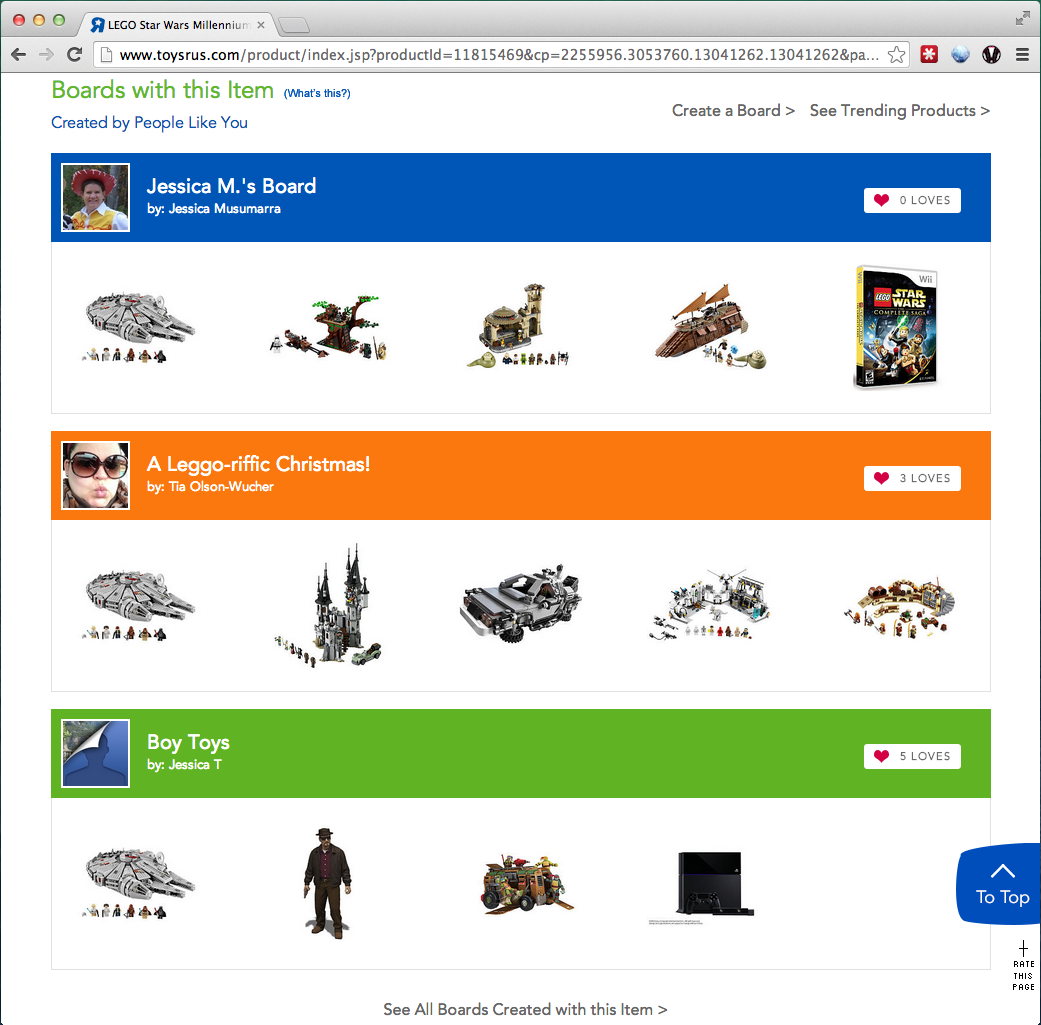 LEGO Star Wars Millennium
www.toysrus.com/product/index.jsp?productId=11815469&cp=2255956.3053760.13041262.13041262&pa...
Boards with this Item (What's this?)
Created by People Like You
Create a Board > See Trending Products >
Jessica M.'s Board
by: Jessica Musumarra
0 LOVES
Wii
LEGO STAR WARS
COMPLETE SAGA
A Leggo-riffic Christmas!
by: Tia Olson-Wucher
3 LOVES
Boy Toys
by: Jessica T
5 LOVES
To Top
RATE
THIS
PAGE
See All Boards Created with this Item >